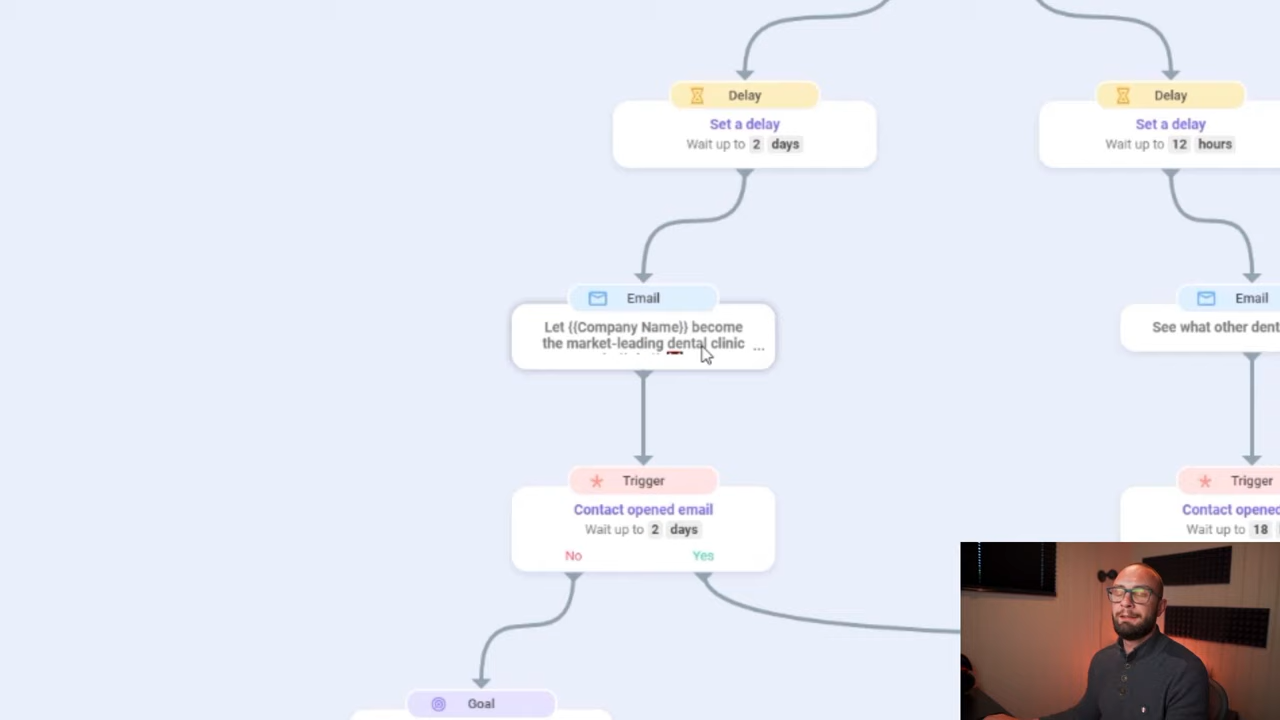 Delay
Set a delay
Wait up to 2 days
Delay
Set a delay
Wait up to 12 hours
Email
Let {{Company Name}} become
the market-leading dental clinic
...
Email
See what other dent
Trigger
Contact opened email
Wait up to 2 days
No
Yes
Trigger
Contact opened
Wait up to 18
Goal